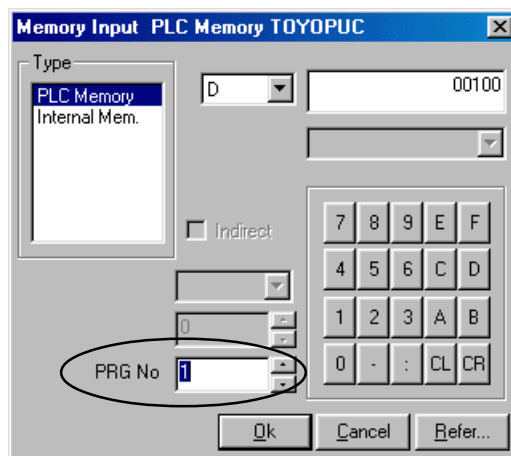 Memory Input PLC Memory TOYOPUC
Type
PLC Memory
Internal Mem.
D
00100
Indirect
7 8 9 E F
4 5 6 C D
1 2 3 A B
0 - : CL CR
0
PRG No 1
Ok Cancel Refer...